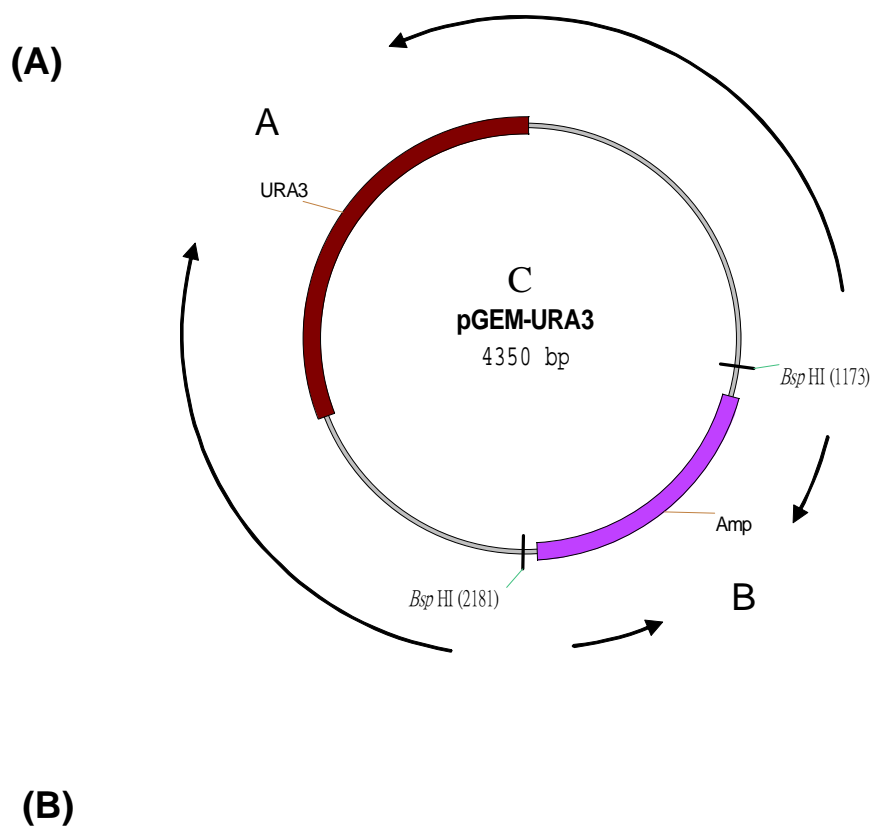 (A)
A
URA3
C
pGEM-URA3
4350 bp
Bsp HI (1173)
Amp
Bsp HI (2181)
B
(B)